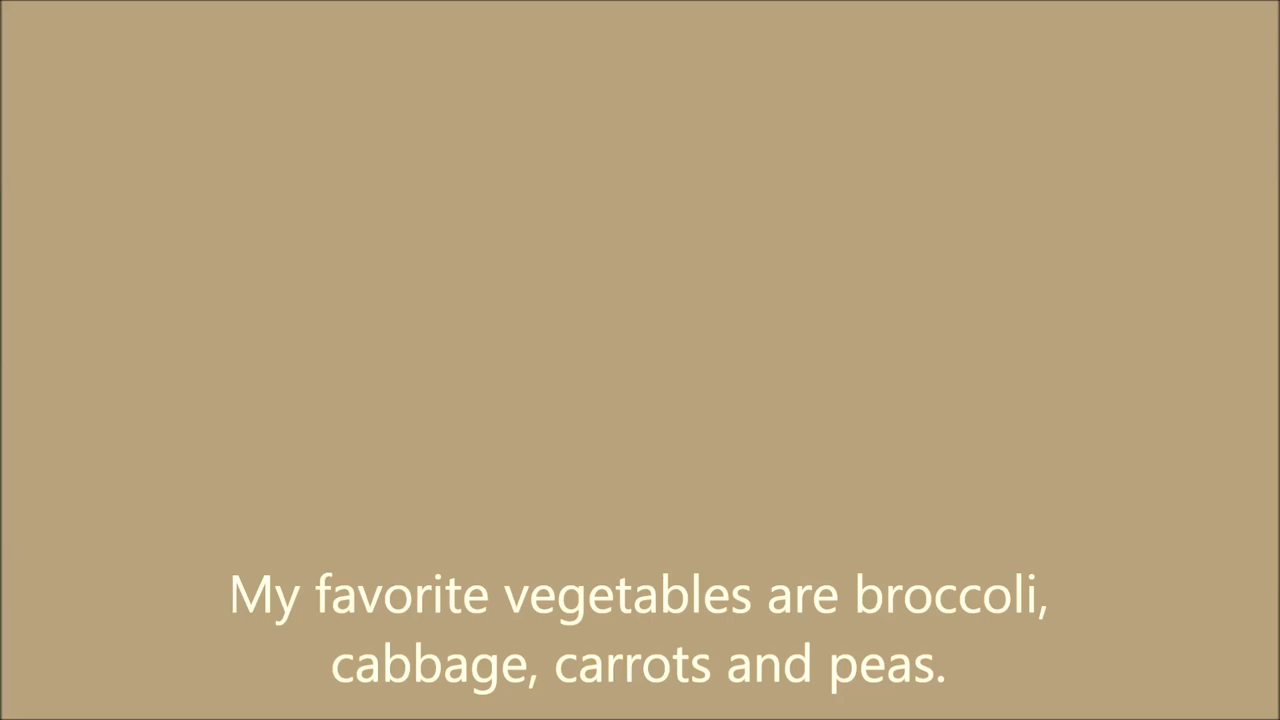 My favorite vegetables are broccoli,
cabbage, carrots and peas.